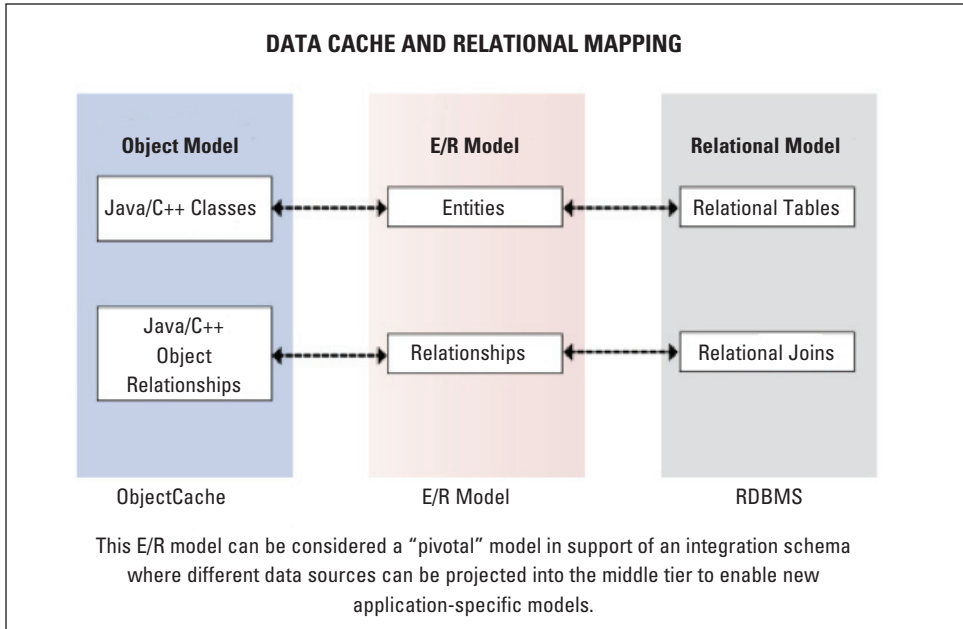 DATA CACHE AND RELATIONAL MAPPING
Object Model
E/R Model
Relational Model
Java/C++ Classes
Entities
Relational Tables
Java/C++
Object
Relationships
Relationships
Relational Joins
ObjectCache
E/R Model
RDBMS
This E/R model can be considered a “pivotal” model in support of an integration schema
where different data sources can be projected into the middle tier to enable new
application-specific models.